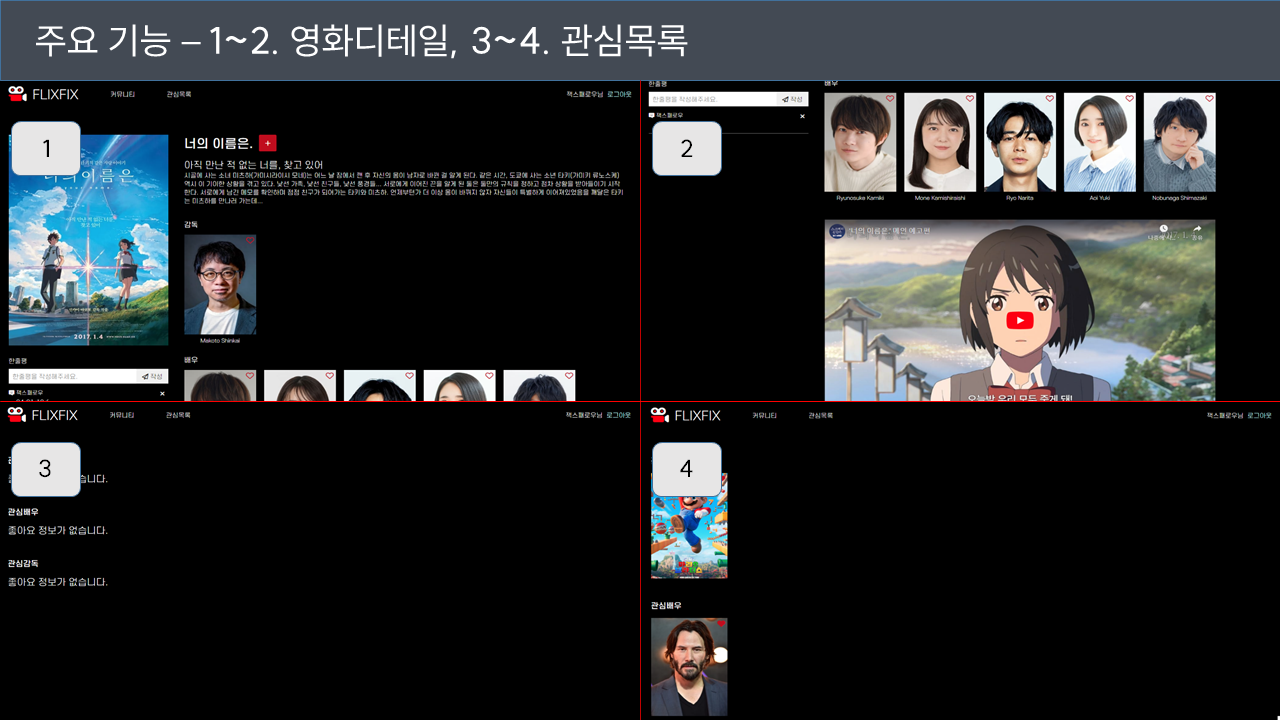 주요 기능 – 1~2. 영화디테일, 3~4. 관심목록
FLIXFIX 커뮤니티 관심목록 잭스패로우님 로그아웃
1
이름은
2017.1.4
너의 이름은. +
아직 만난 적 없는 너를, 찾고 있어
시골에 사는 소녀 미츠하(카미시라이시 모네)는 어느 날 잠에서 깬 후 자신의 몸이 남자로 바뀐 걸 알게 된다. 같은 시간, 도쿄에 사는 소년 타키(카미키 류노스케)
역시 이 기이한 상황을 겪고 있다. 낯선 가족, 낯선 친구들, 낯선 풍경들... 서로에게 이어진 끈을 알게 된 둘은 둘만의 규칙을 정하고 점차 상황을 받아들이기 시작
한다. 서로에게 남긴 메모를 확인하며 점점 친구가 되어가는 타키와 미츠하. 언제부턴가 더 이상 몸이 바뀌지 않자 자신들이 특별하게 이어져있었음을 깨달은 타키
는 미츠하를 만나러 가는데...
감독
Makoto Shinkai
배우
한줄평
한줄평을 작성해주세요. 작성
잭스패로우 ×
2
한줄평
한줄평을 작성해주세요. 작성
잭스패로우 ×
배우
Ryunosuke Kamiki Mone Kamishiraishi Ryo Narita Aoi Yuki Nobunaga Shimazaki
'너의 이름은.' 메인 예고편
공유
오늘밤 우리 모두 죽게 돼!
FLIXFIX 커뮤니티 관심목록 잭스패로우님 로그아웃
3
습니다.
관심배우
좋아요 정보가 없습니다.
관심감독
좋아요 정보가 없습니다.
FLIXFIX 커뮤니티 관심목록 잭스패로우님 로그아웃
4
관심배우